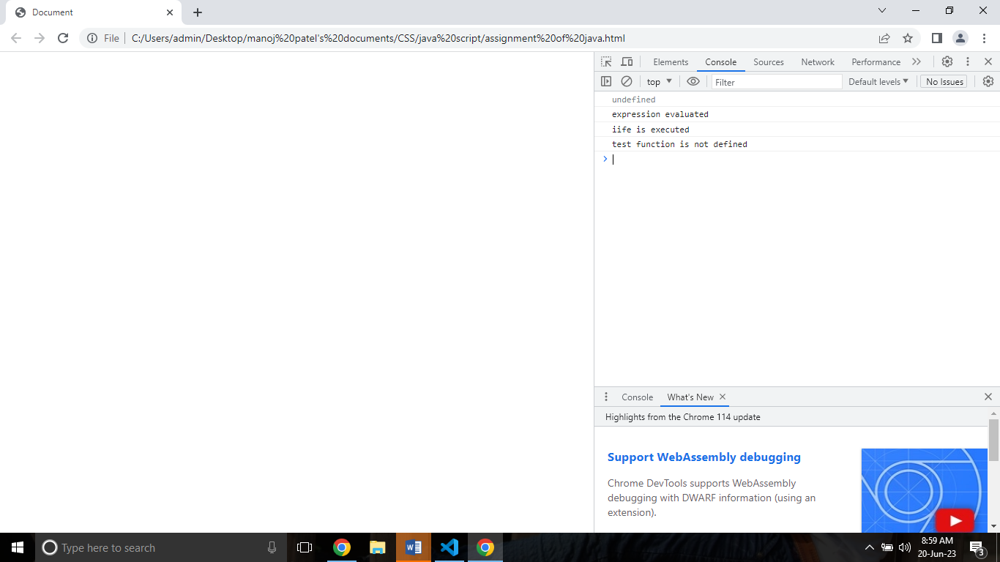 Document
File
C:/Users/admin/Desktop/manoj%20patel's%20documents/CSS/java%20script/assignment%20of%20java.html
Elements Console Sources Network Performance
top Filter Default levels No Issues
undefined
expression evaluated
iife is executed
test function is not defined
Console What's New
Highlights from the Chrome 114 update
Support WebAssembly debugging
Chrome DevTools supports WebAssembly
debugging with DWARF information (using an
extension).
Type here to search
8:59 AM
20-Jun-23
3